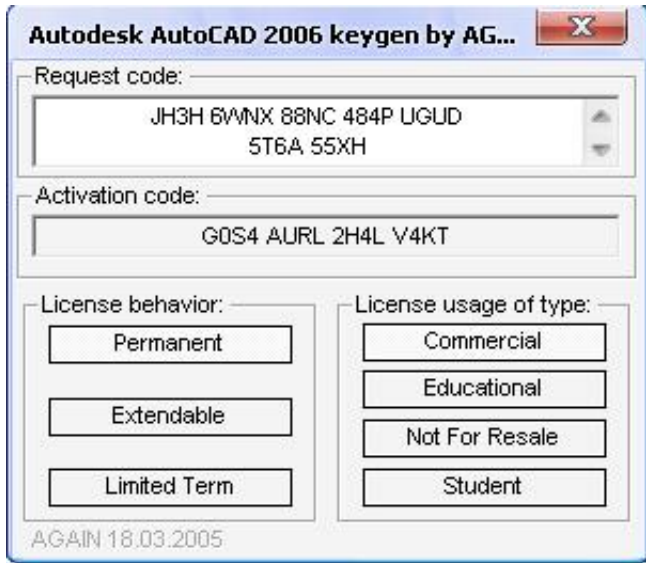 Autodesk AutoCAD 2006 keygen by AG...
Request code:
JH3H 6WNX 88NC 484P UGUD
5T6A 55XH
Activation code:
G0S4 AURL 2H4L V4KT
License behavior:
Permanent
Extendable
Limited Term
License usage of type:
Commercial
Educational
Not For Resale
Student
AGAIN 18.03.2005